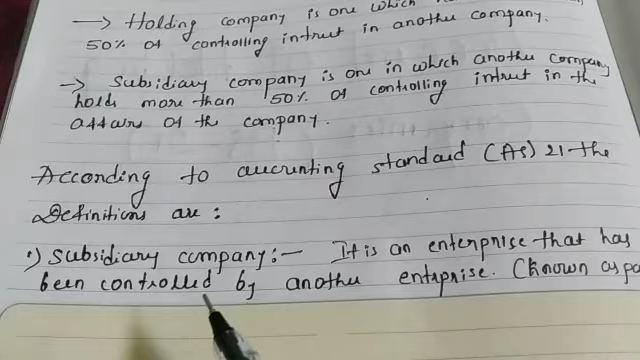 → Holding company is one which
50% of controlling intrest in another company.
→ Subsidiary company is one in which another company
holds more than 50% of controlling intrest in the
affairs of the company.
According to accounting standard (AS) 21 the
Definitions are:
i) Subsidiary company:- It is an enterprise that has
been controlled by another enterprise. (Known as pa